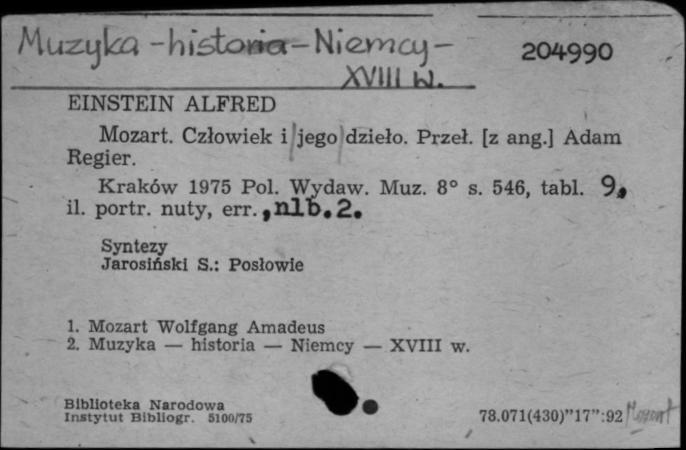 Muzyka - historia - Niemcy -
XVIII w.
204990
EINSTEIN ALFRED
Mozart. Człowiek i jego dzieło. Przeł. [z ang.] Adam
Regier.
Kraków 1975 Pol. Wydaw. Muz. 8° s. 546, tabl. 9,
il. portr. nuty, err., nlb. 2.
Syntezy
Jarosiński S.: Posłowie
1. Mozart Wolfgang Amadeus
2. Muzyka — historia — Niemcy — XVIII w.
Biblioteka Narodowa
Instytut Bibliogr. 5100/75
78.071(430)"17":92 Mozart